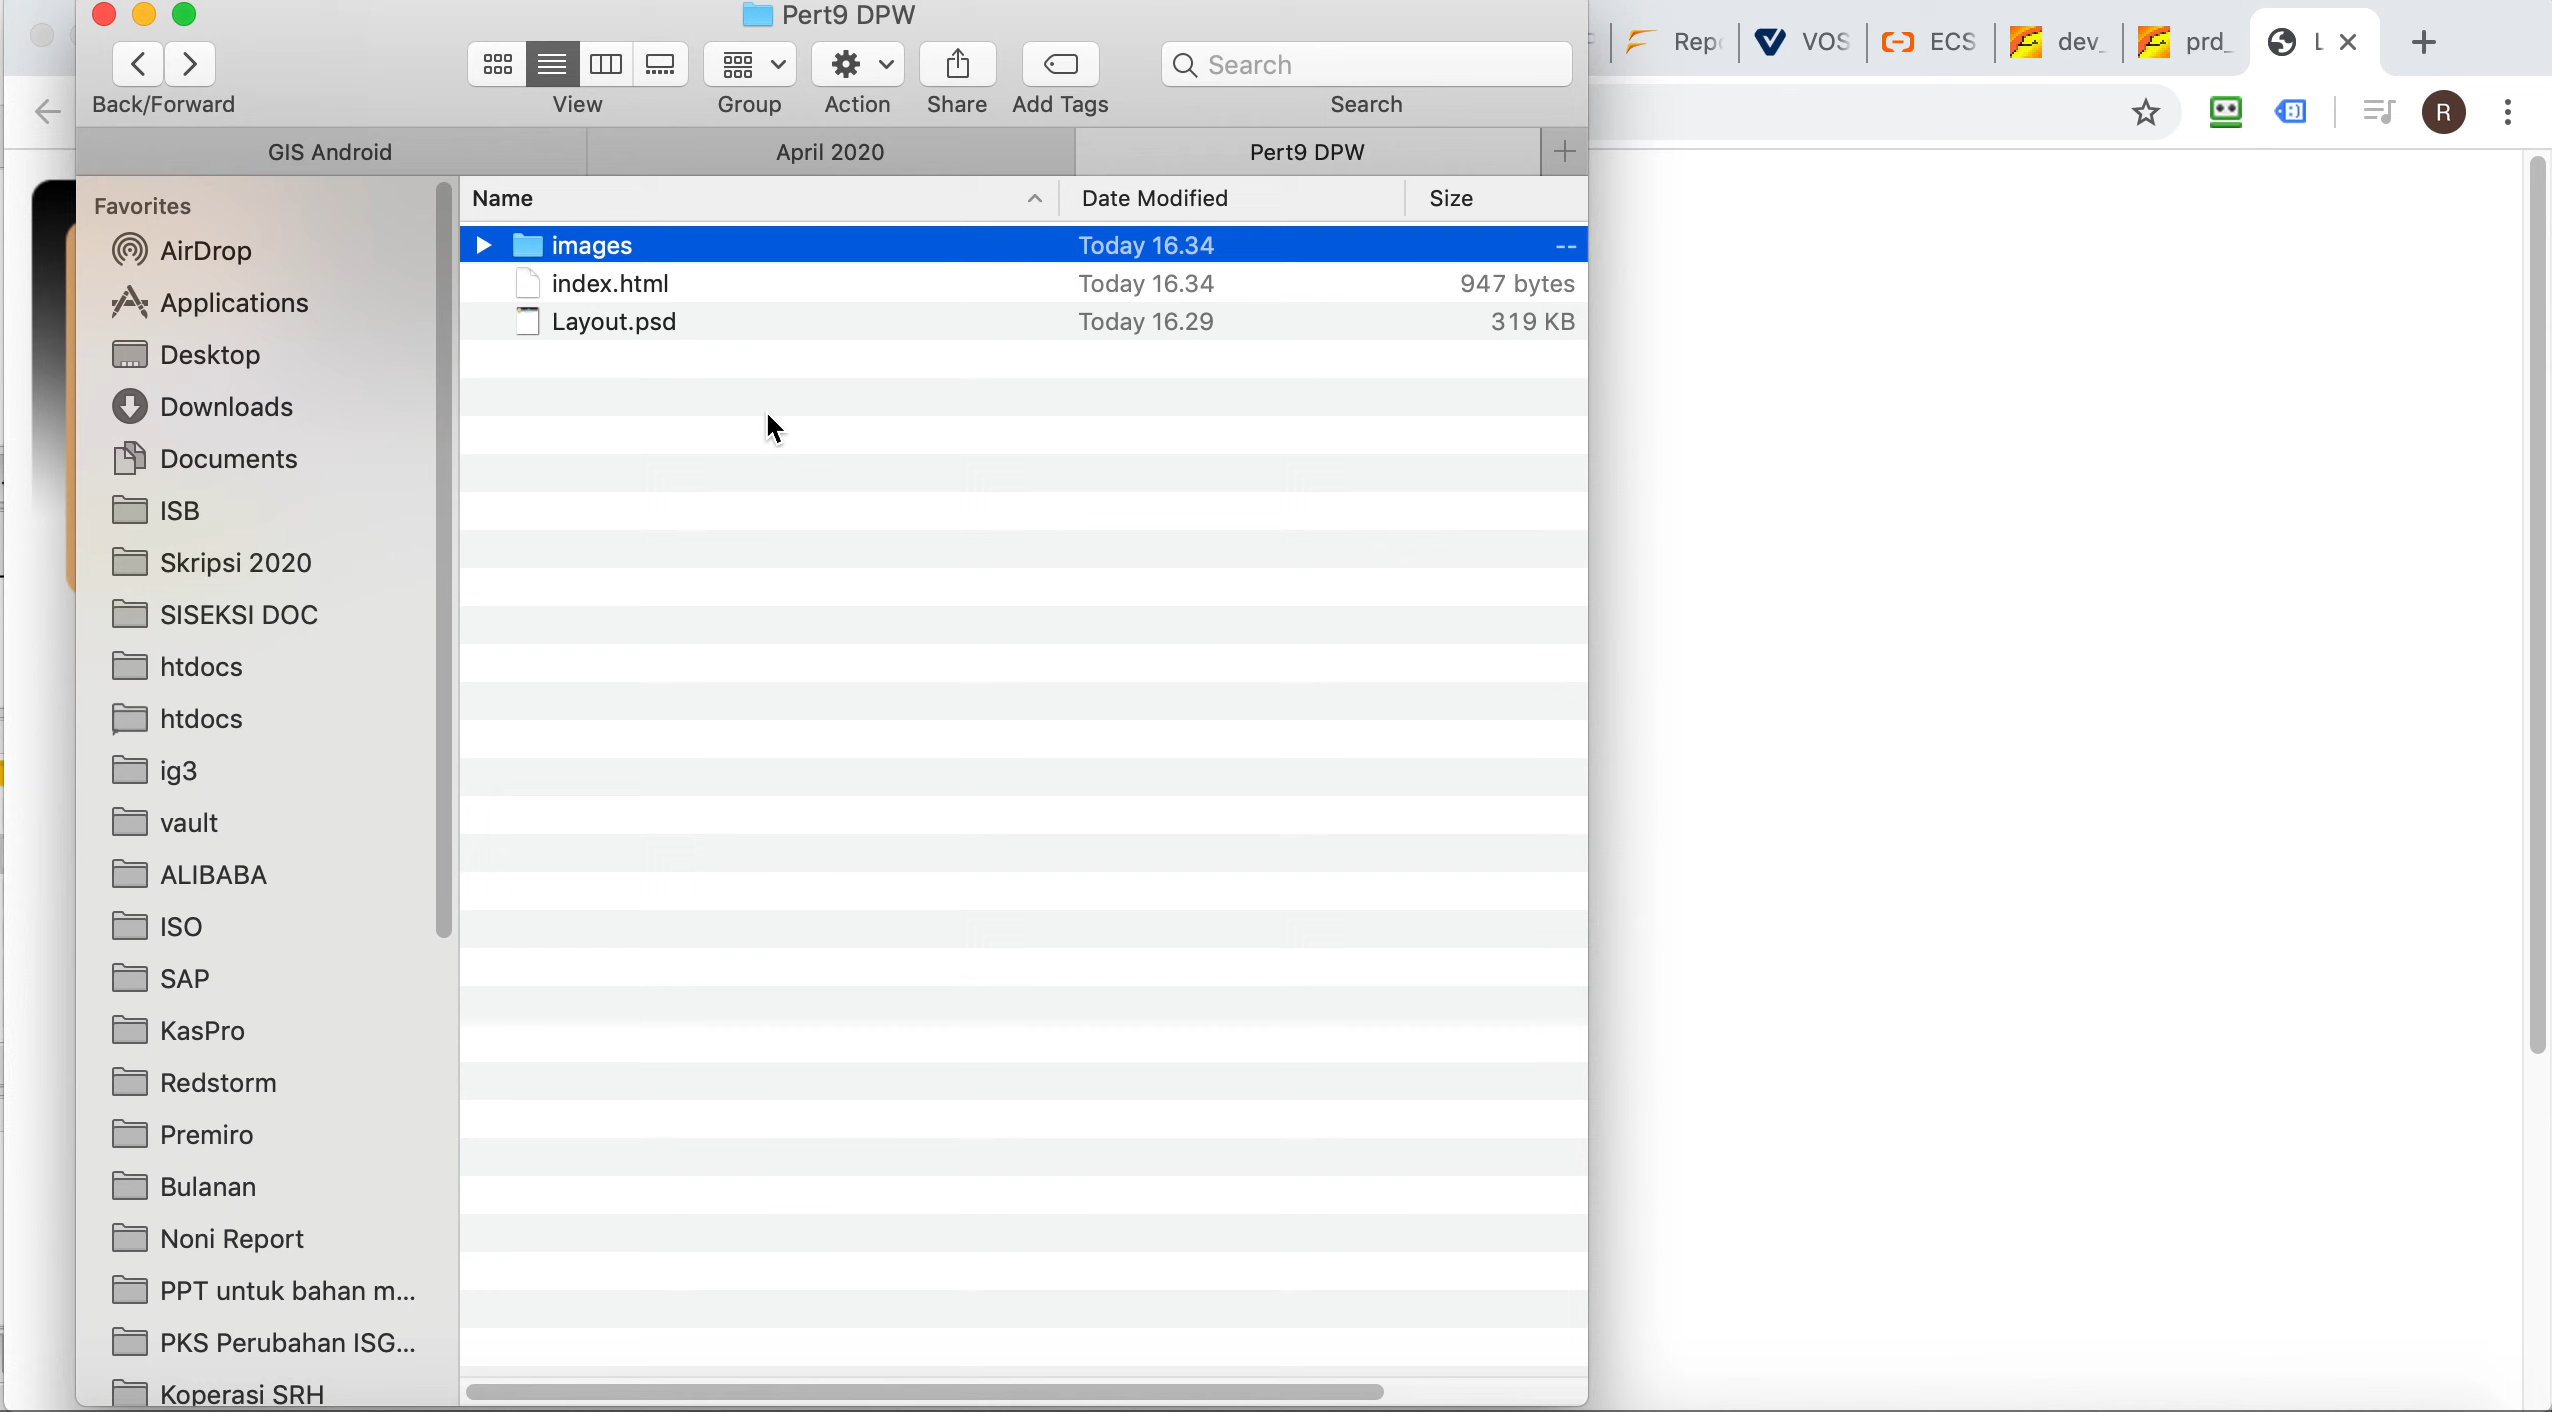 Pert9 DPW
Repo VOS ECS dev_ prd_ L
Search
R
Back/Forward View Group Action Share Add Tags Search
GIS Android April 2020 Pert9 DPW
Name Date Modified Size
Favorites
images Today 16.34 --
AirDrop
index.html Today 16.34 947 bytes
Applications
Layout.psd Today 16.29 319 KB
Desktop
Downloads
Documents
ISB
Skripsi 2020
SISEKSI DOC
htdocs
htdocs
ig3
vault
ALIBABA
ISO
SAP
KasPro
Redstorm
Premiro
Bulanan
Noni Report
PPT untuk bahan m...
PKS Perubahan ISG...
Koperasi SRH